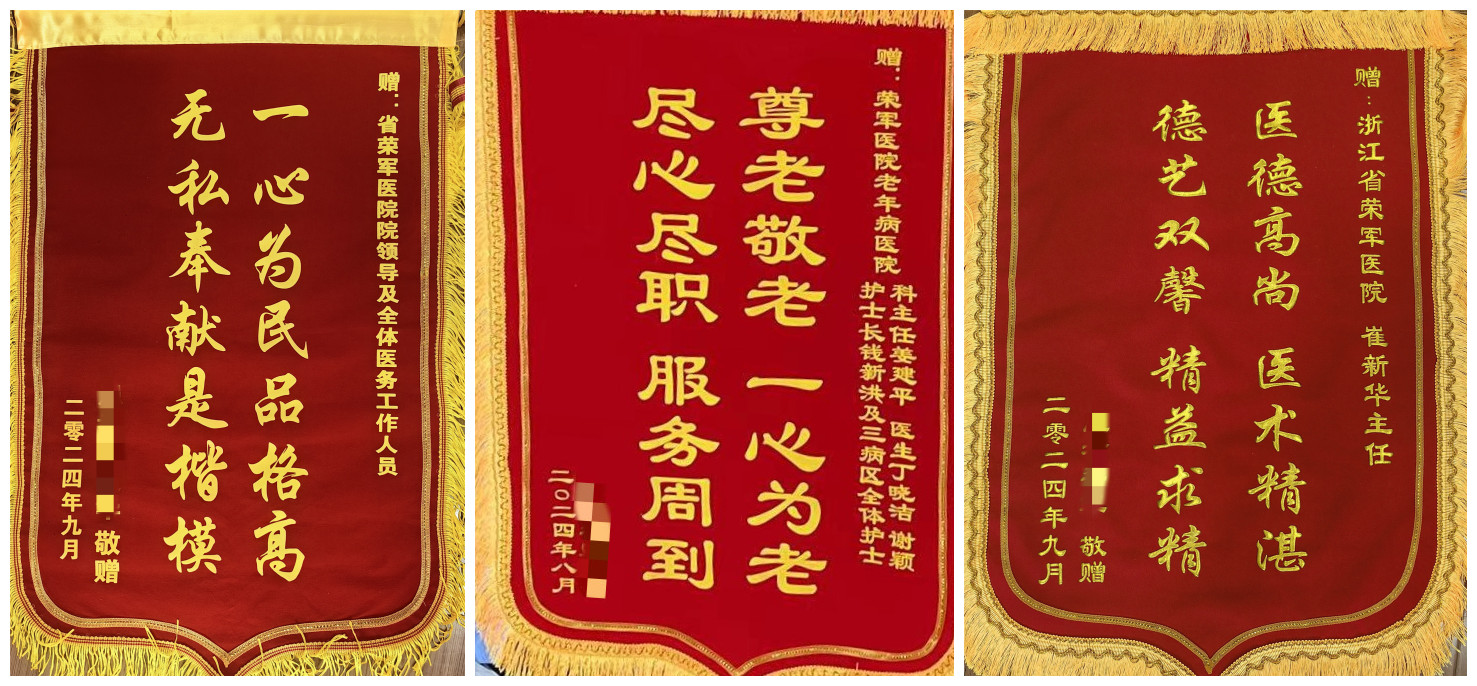 赠：省荣军医院院领导及全体医务工作人员
一心为民品格高
无私奉献是楷模
敬赠
二零二四年九月
赠：荣军医院老年病医院
科主任姜建平 医生丁晓洁 谢颖
护士长钱新洪及三病区全体护士
尊老敬老 一心为老
尽心尽职 服务周到
二〇二四年八月
赠：浙江省荣军医院 崔新华主任
医德高尚 医术精湛
德艺双馨 精益求精
敬赠
二零二四年九月